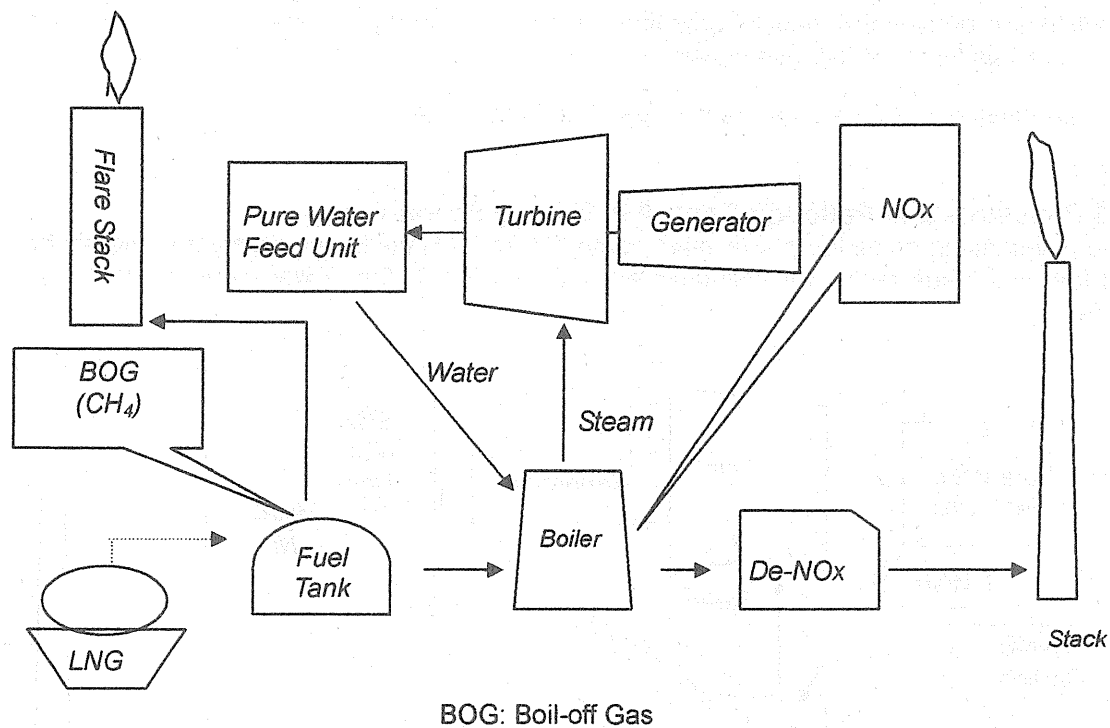 Flare Stack
Pure Water
Feed Unit
Turbine
Generator
NOx
BOG
(CH₄)
Water
Steam
Boiler
Fuel
Tank
De-NOx
LNG
Stack
BOG: Boil-off Gas